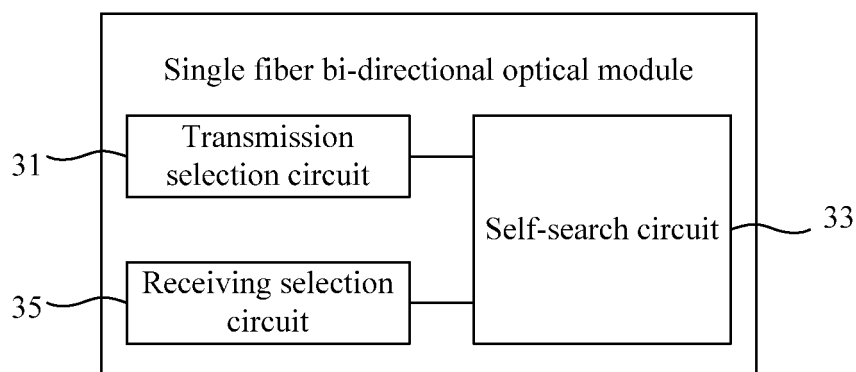 Single fiber bi-directional optical module
Transmission
selection circuit
31
Self-search circuit
33
Receiving selection
circuit
35